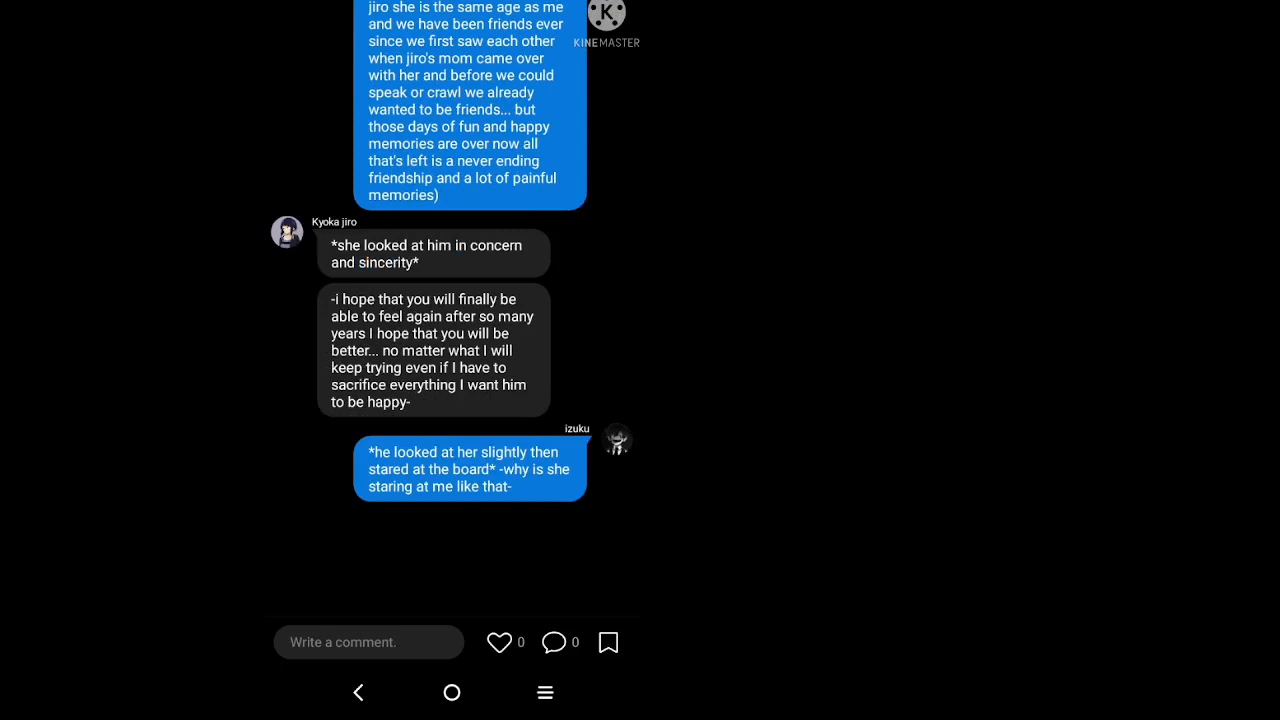 jiro she is the same age as me
and we have been friends ever
since we first saw each other
when jiro's mom came over
with her and before we could
speak or crawl we already
wanted to be friends... but
those days of fun and happy
memories are over now all
that's left is a never ending
friendship and a lot of painful
memories)
K
KINEMASTER
Kyoka jiro
*she looked at him in concern
and sincerity*
-i hope that you will finally be
able to feel again after so many
years I hope that you will be
better... no matter what I will
keep trying even if I have to
sacrifice everything I want him
to be happy-
izuku
*he looked at her slightly then
stared at the board* -why is she
staring at me like that-
Write a comment.
0
0